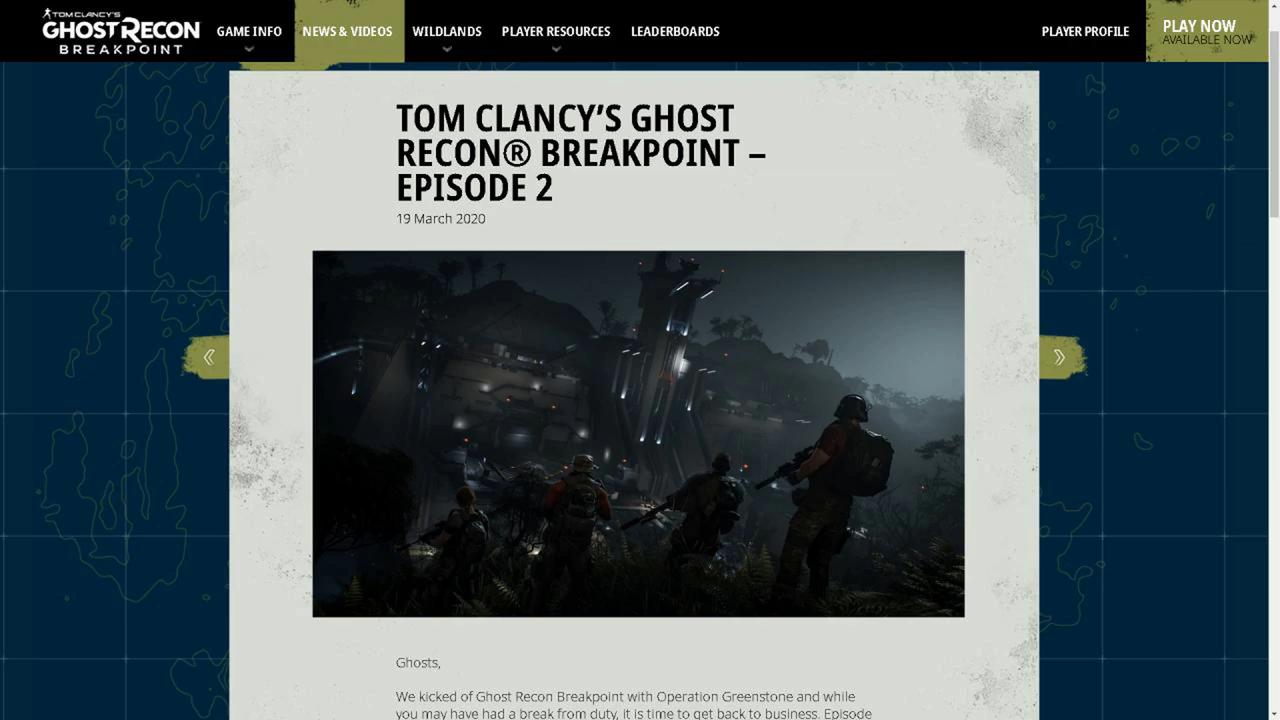 TOM CLANCY'S
GHOST RECON
BREAKPOINT
GAME INFO
NEWS & VIDEOS
WILDLANDS
PLAYER RESOURCES
LEADERBOARDS
PLAYER PROFILE
PLAY NOW
AVAILABLE NOW
TOM CLANCY’S GHOST
RECON® BREAKPOINT –
EPISODE 2
19 March 2020
Ghosts,
We kicked of Ghost Recon Breakpoint with Operation Greenstone and while
you may have had a break from duty, it is time to get back to business. Episode